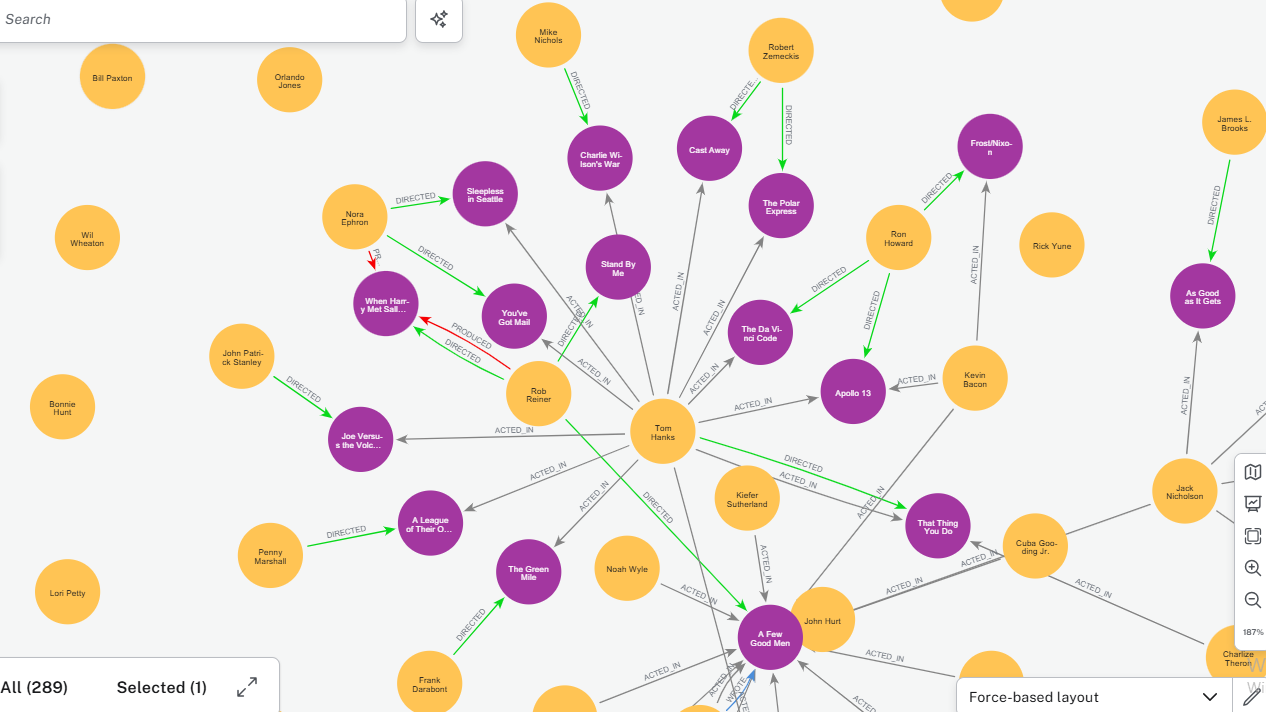 Search
Mike
Nichols
Robert
Zemeckis
Bill Paxton
Orlando
Jones
DIRECTED
DIRECTE...
DIRECTED
James L.
Brooks
Charlie Wi-
lson's War
Cast Away
Frost/Nixo-
n
Sleepless
in Seattle
DIRECTED
Nora
Ephron
The Polar
Express
DIRECTED
DIRECTED
Wil
Wheaton
Ron
Howard
Rick Yune
PR...
DIRECTED
Stand By
Me
ACTED_IN
When Harr-
y Met Sall...
You've
Got Mail
ACTED_IN
DIRECTED
ACTED_IN
ACTED_IN
DIRECTED
DIRECTED
As Good
as It Gets
PRODUCED
DIRECTED
The Da Vi-
nci Code
John Patri-
ck Stanley
ACTED_IN
ACTED_IN
ACTED_IN
Kevin
Bacon
DIRECTED
Rob
Reiner
Apollo 13
ACTED_IN
Bonnie
Hunt
ACTED_IN
Joe Versu-
s the Volc...
ACTED_IN
Tom
Hanks
ACTED_IN
DIRECTED
ACTED_IN
ACTED_IN
ACTED_IN
DIRECTED
Kiefer
Sutherland
ACTED_IN
Jack
Nicholson
A League
of Their O...
DIRECTED
That Thing
You Do
Penny
Marshall
Cuba Goo-
ding Jr.
The Green
Mile
Noah Wyle
ACTED_IN
ACTED_IN
Lori Petty
ACTED_IN
ACTED_IN
ACTED_IN
DIRECTED
A Few
Good Men
John Hurt
187%
Charlize
Theron
ACTED_IN
ACTED_IN
Frank
Darabont
WROTE
All (289)
Selected (1)
Force-based layout